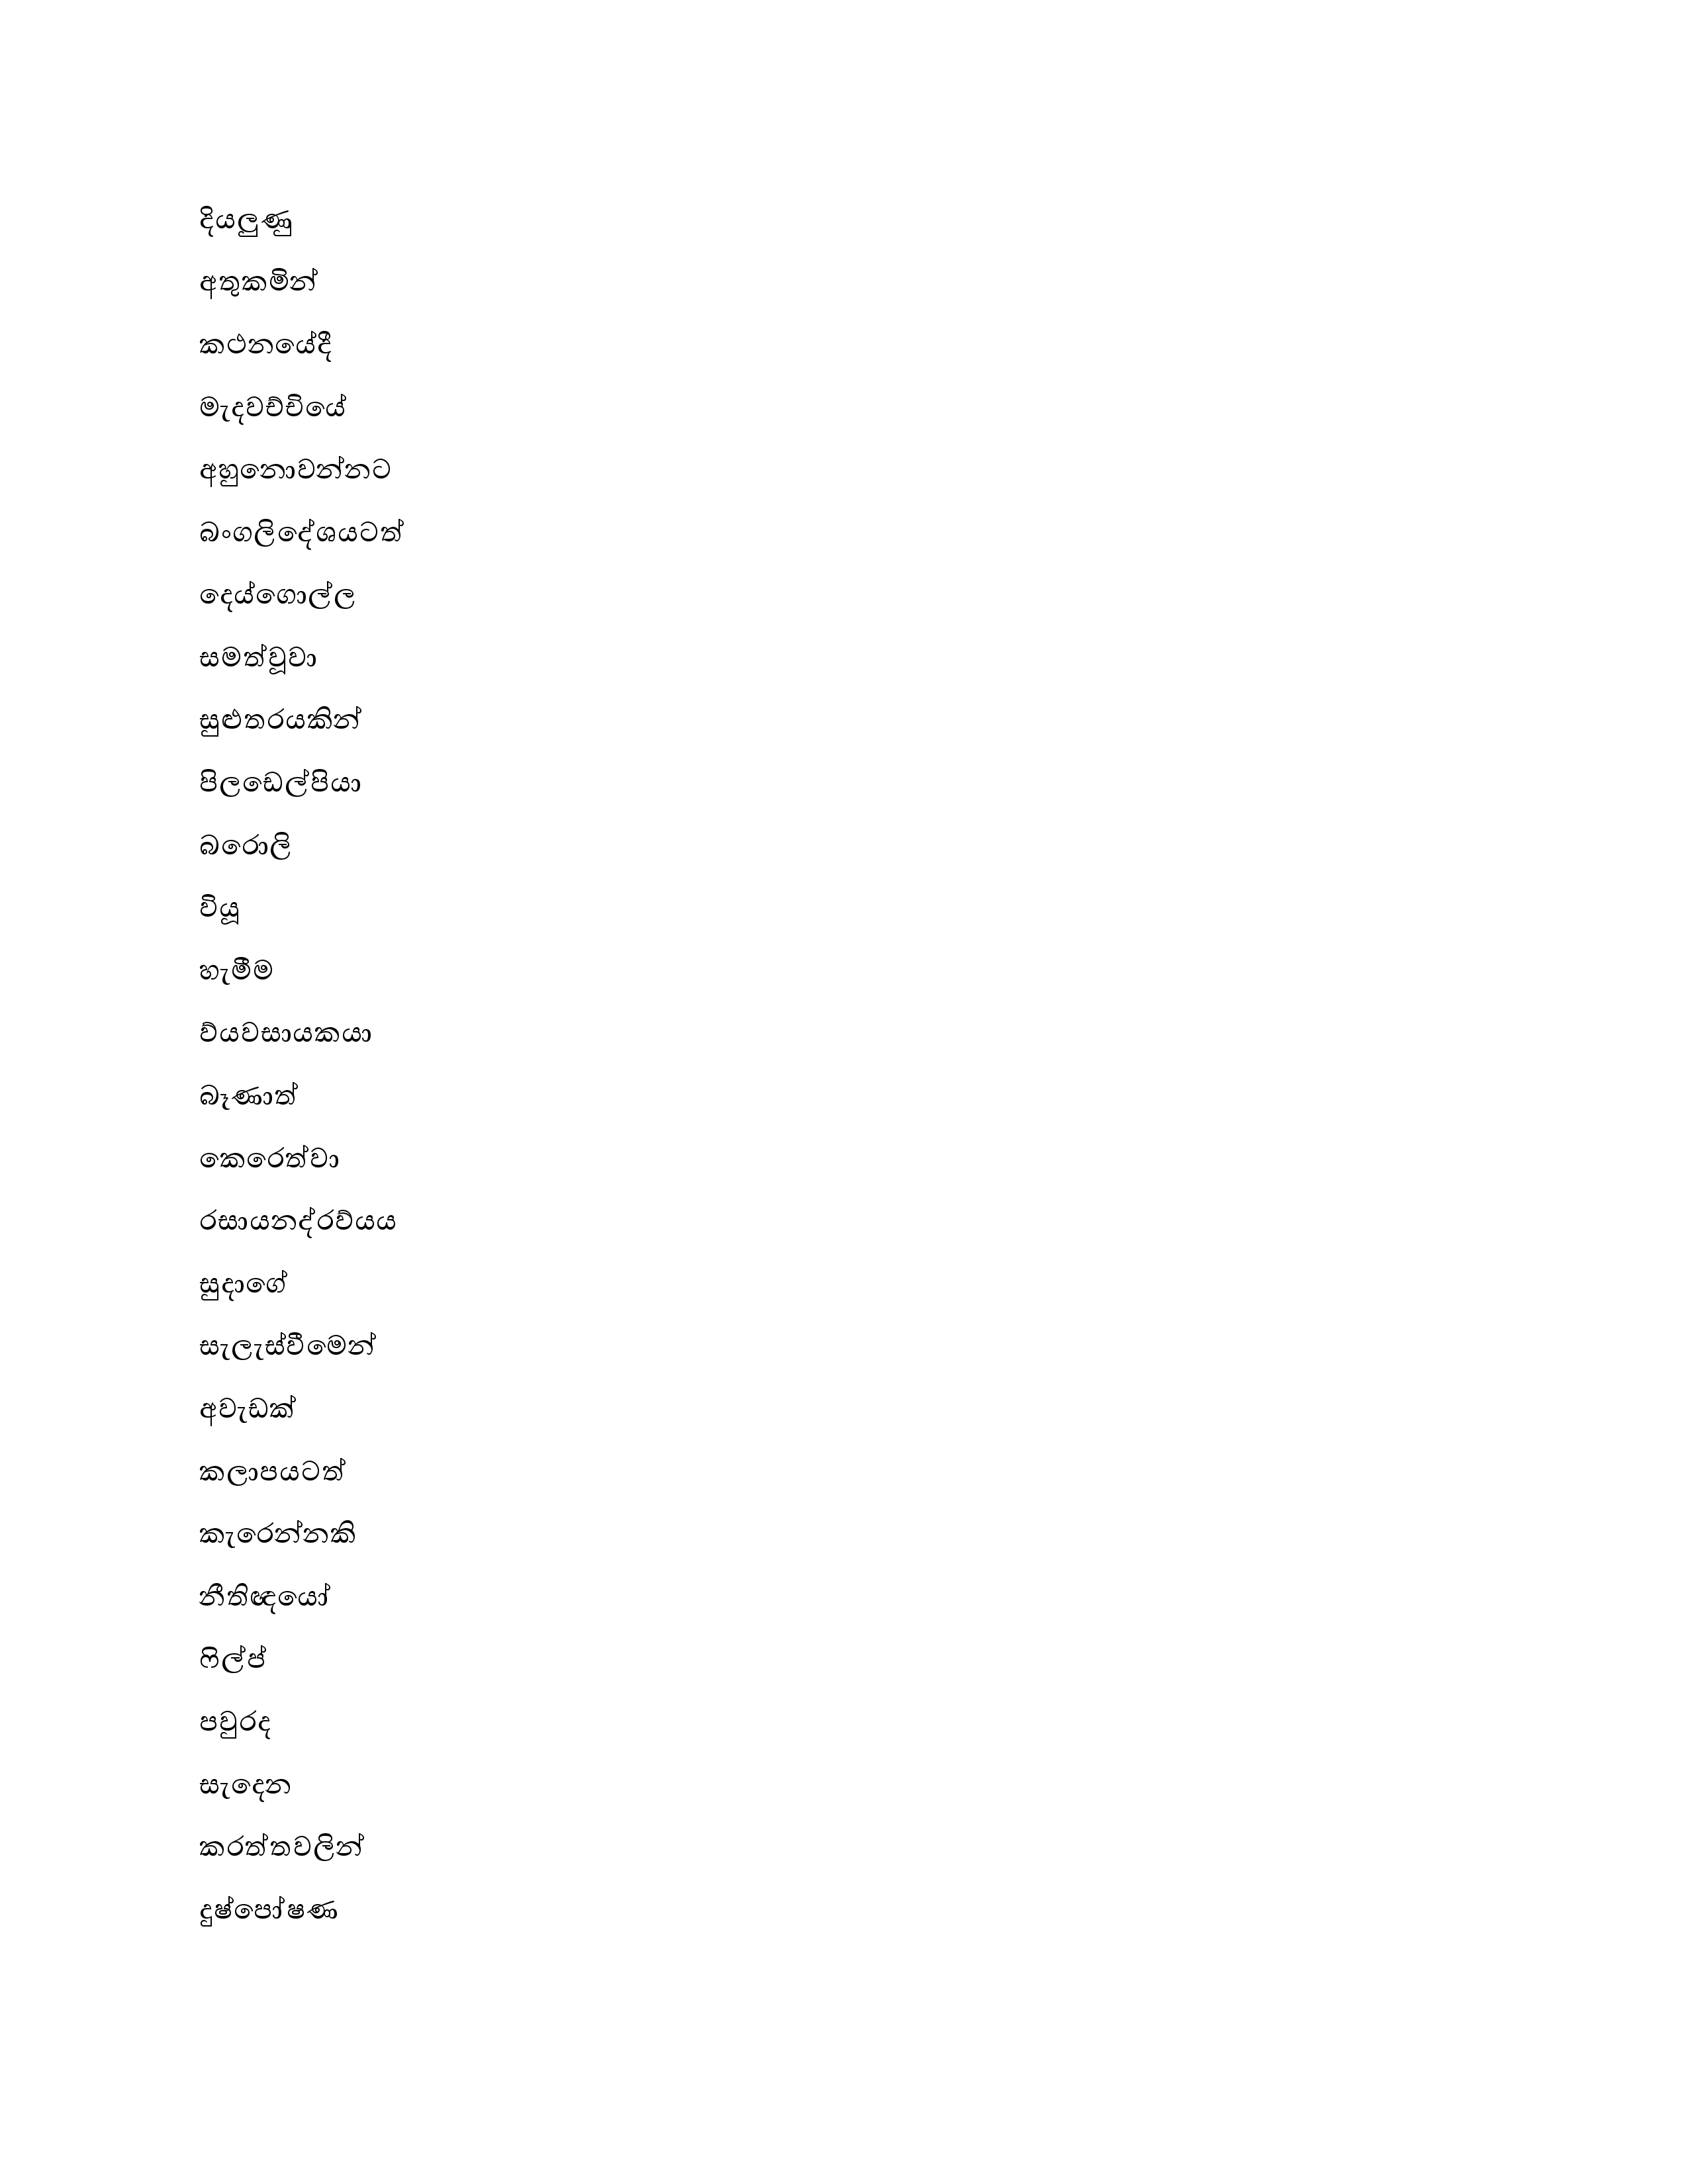 දියලුණු
අතුකමින්
කථනයේදී
මැදවච්චියේ
අහුනොවන්නට
බංගලිදේශයටත්
දෙය්ගොල්ල
සමත්වූවා
සුළුතරයකින්
පිලඩෙල්පියා
බරොලි
වියූ
හැමීම
ව්යවසායකයා
බෑණාත්
කෙරෙත්වා
රසායනද්රව්යය
සුදාගේ
සැලැස්වීමෙන්
අවැඩක්
කලාපයටත්
කැරෙන්නකි
නීතිඥයෝ
ෆිල්ප්
පවුරද
සැදෙන
කරත්තවලින්
දුෂ්පෝෂණ